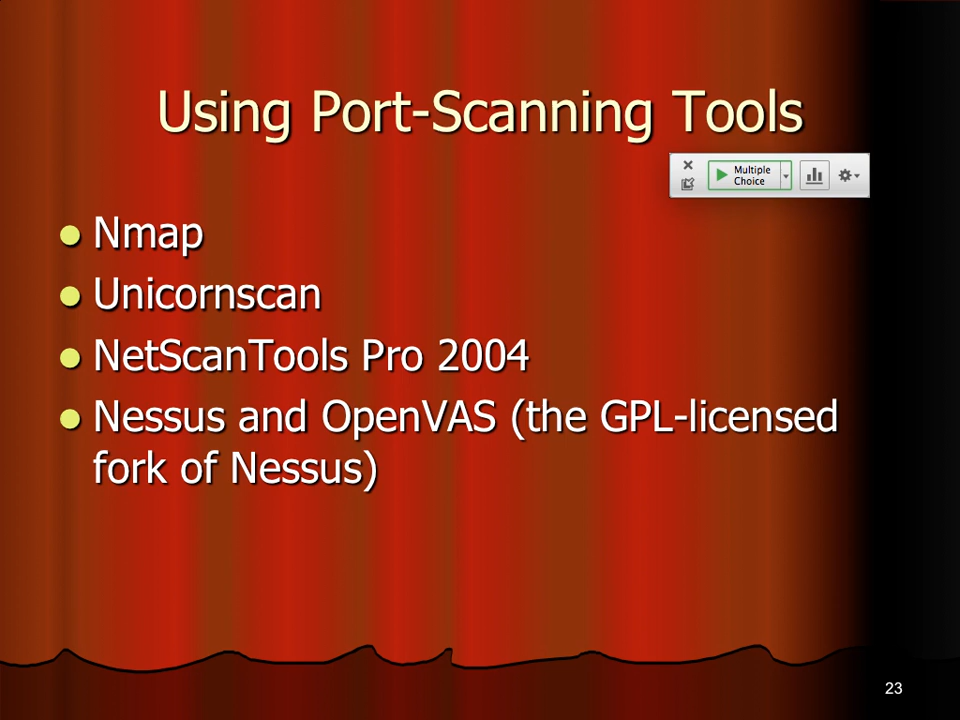 Using Port-Scanning Tools
Multiple
Choice
Nmap
Unicornscan
NetScanTools Pro 2004
Nessus and OpenVAS (the GPL-licensed
fork of Nessus)
23